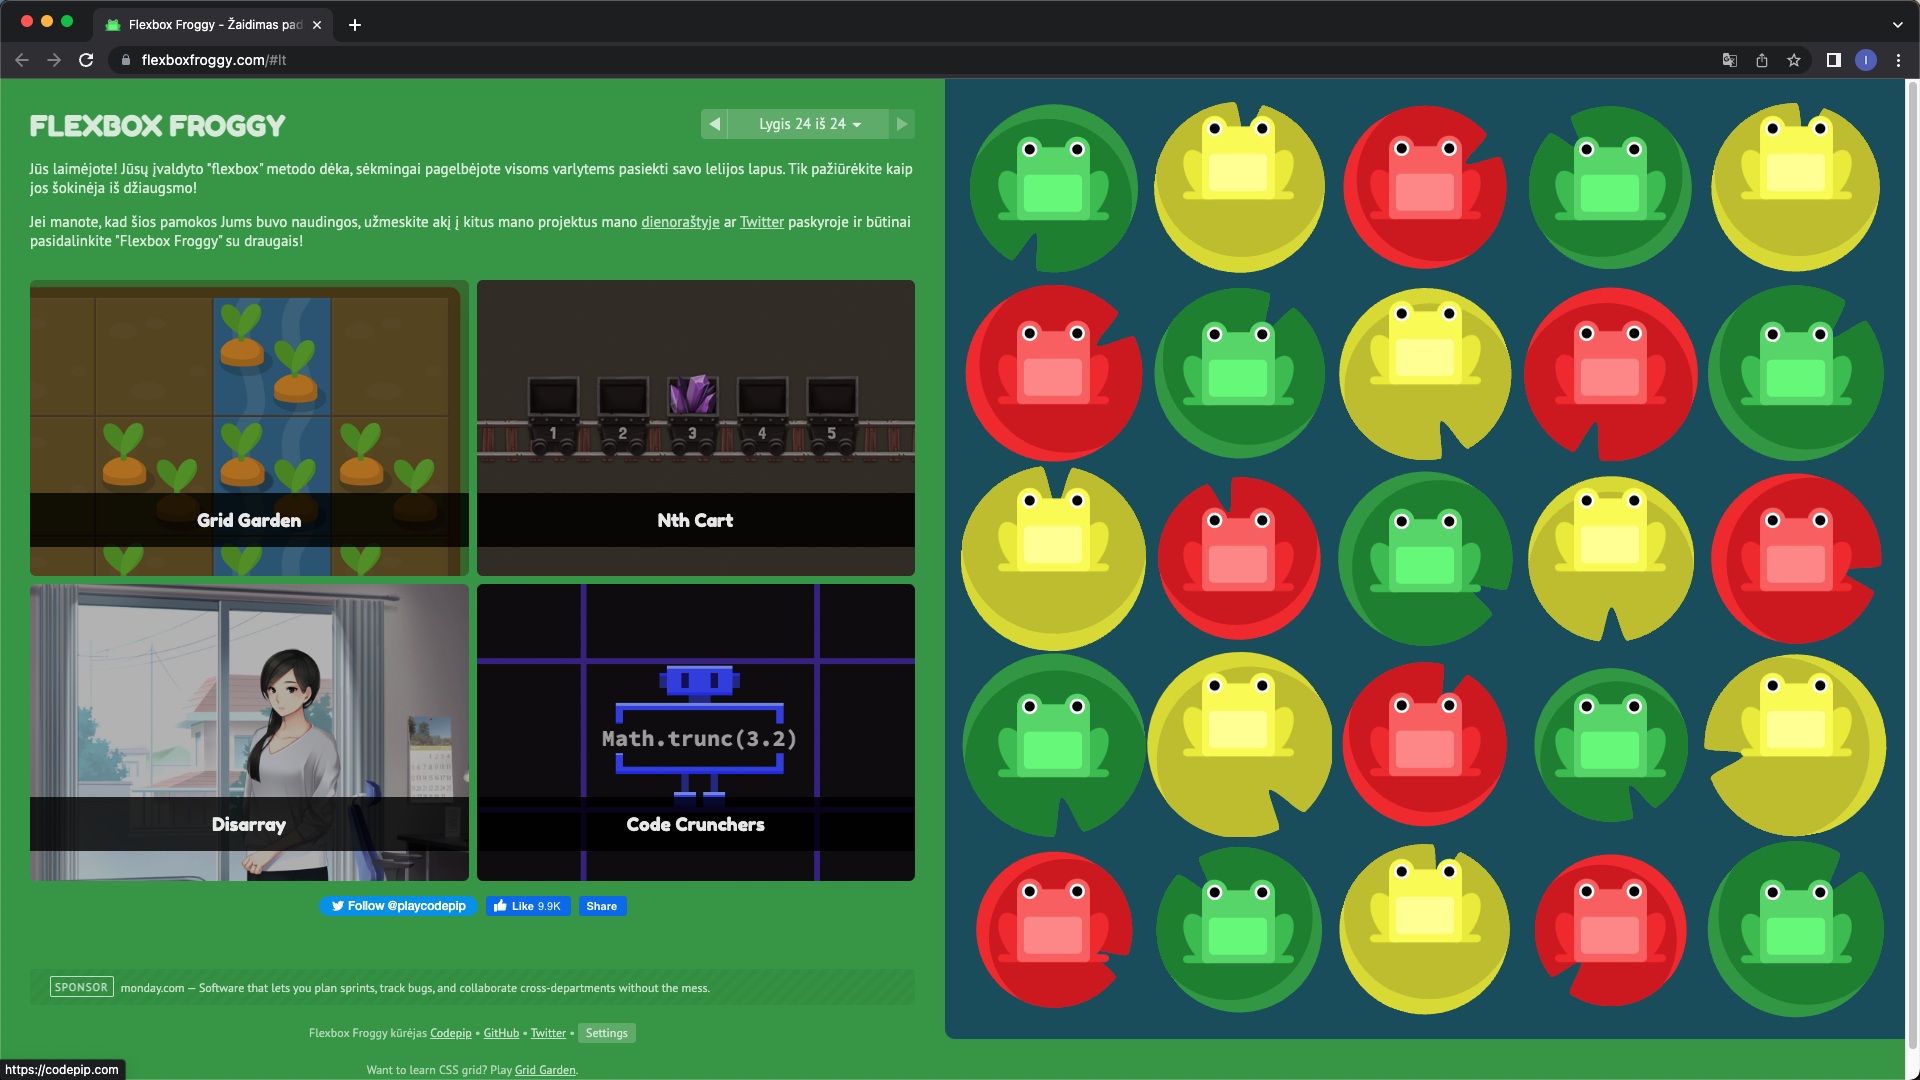 Flexbox Froggy - Žaidimas pad
flexboxfroggy.com/#lt
I
FLEXBOX FROGGY
Lygis 24 iš 24
Jūs laimėjote! Jūsų įvaldyto "flexbox" metodo dėka, sėkmingai pagelbėjote visoms varlytems pasiekti savo lelijos lapus. Tik pažiūrėkite kaip
jos šokinėja iš džiaugsmo!
Jei manote, kad šios pamokos Jums buvo naudingos, užmeskite akį į kitus mano projektus mano dienoraštyje ar Twitter paskyroje ir būtinai
pasidalinkite "Flexbox Froggy" su draugais!
Grid Garden
1 2 3 4 5
Nth Cart
Disarray
Math.trunc(3.2)
Code Crunchers
Follow @playcodepip
Like 9.9K
Share
SPONSOR monday.com — Software that lets you plan sprints, track bugs, and collaborate cross-departments without the mess.
Flexbox Froggy kūrėjas Codepip • GitHub • Twitter • Settings
Want to learn CSS grid? Play Grid Garden.
https://codepip.com